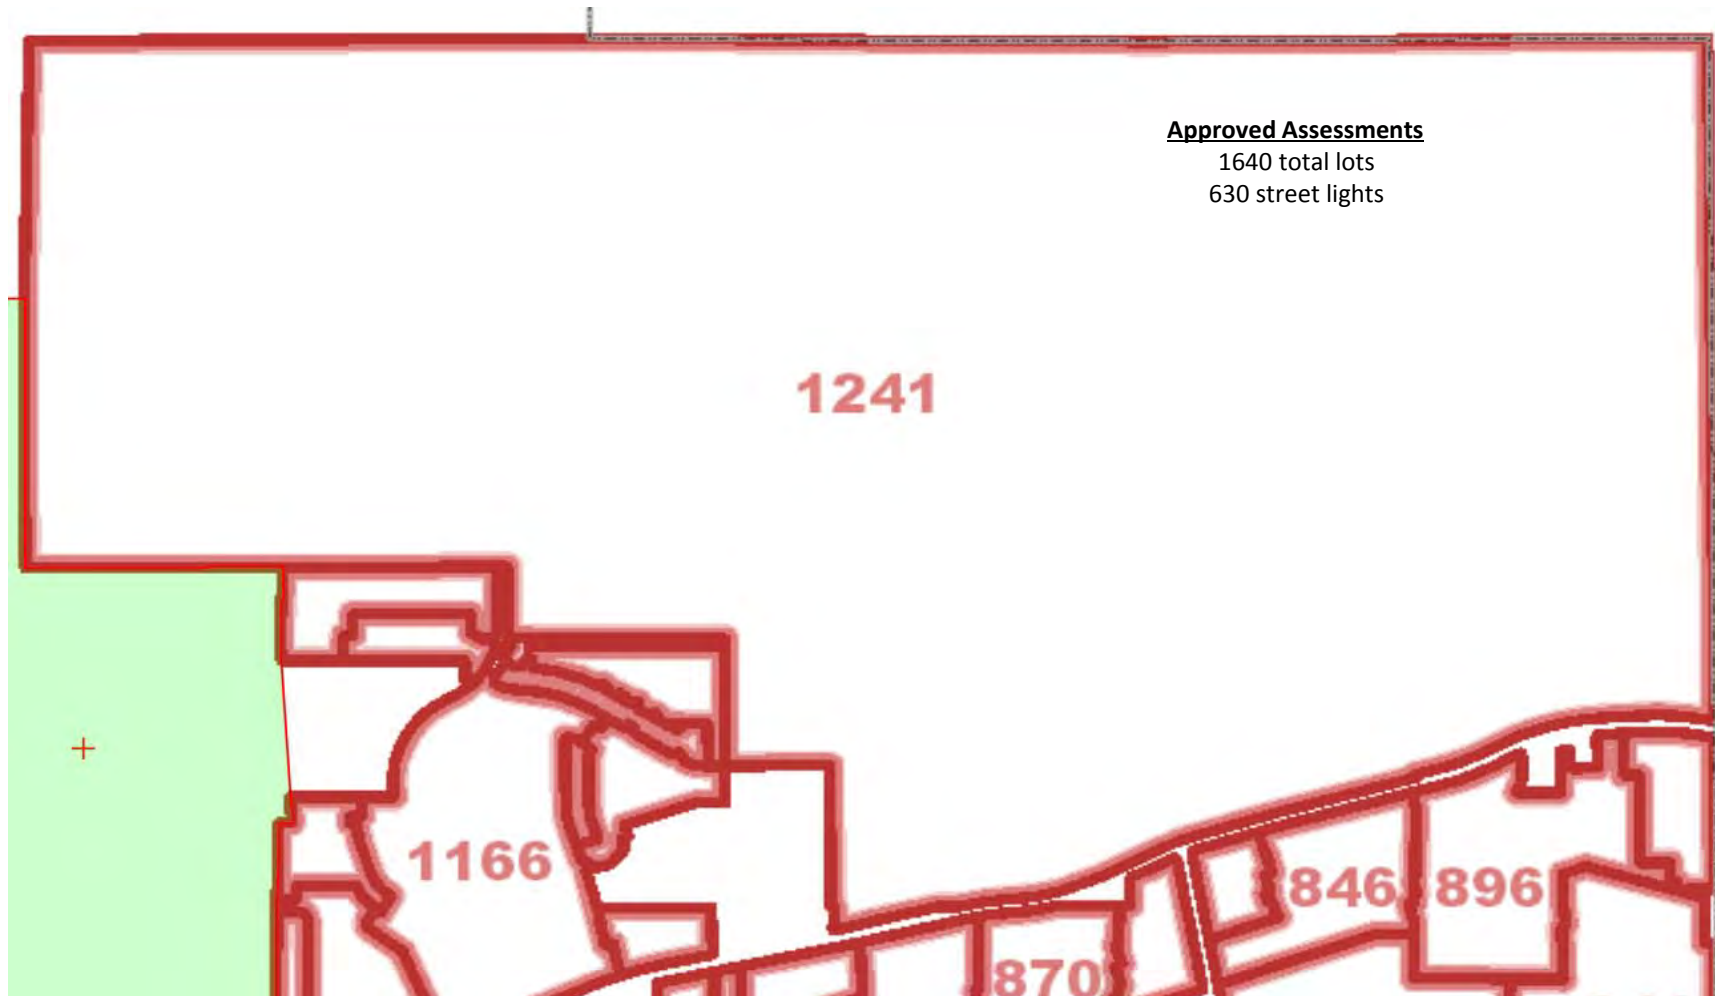 Approved Assessments
1640 total lots
630 street lights
1241
1166
846
896
870